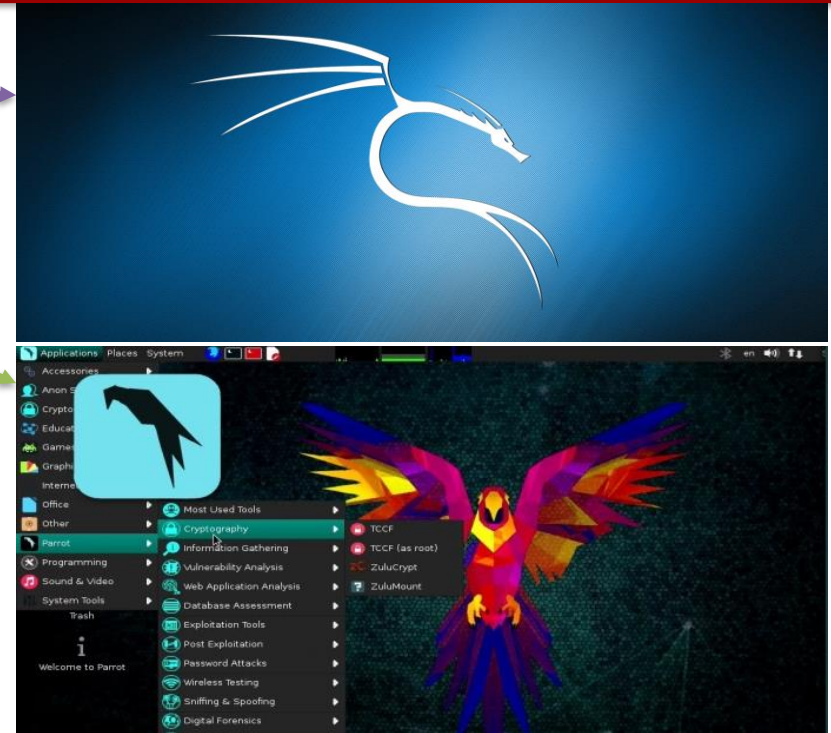 Applications Places System
en
Accessories
Anon S
Crypto
Educat
Games
Graphi
Interne
Office
Other
Parrot
Programming
Sound & Video
System Tools
Trash
Welcome to Parrot
Most Used Tools
Cryptography
Information Gathering
Vulnerability Analysis
Web Application Analysis
Database Assessment
Exploitation Tools
Post Exploitation
Password Attacks
Wireless Testing
Sniffing & Spoofing
Digital Forensics
TCCF
TCCF (as root)
ZuluCrypt
ZuluMount